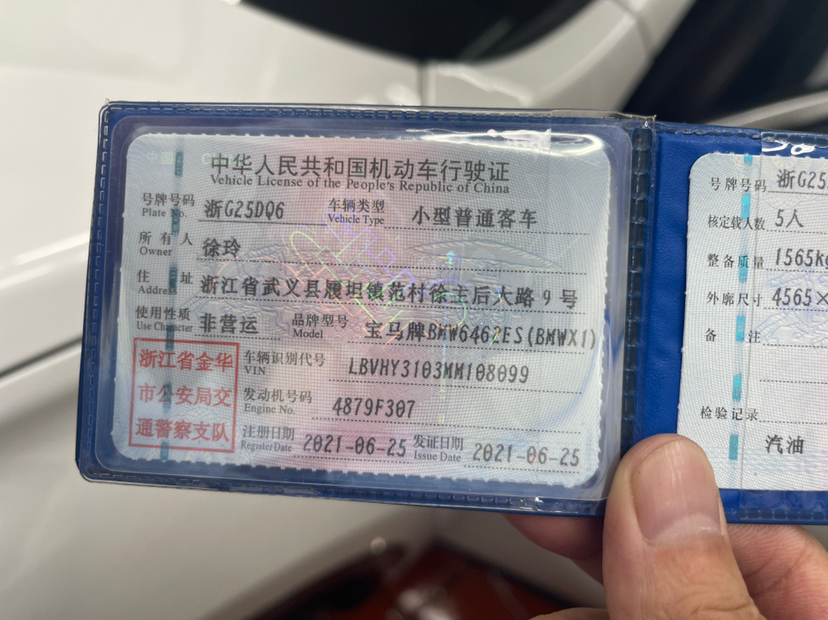 中华人民共和国机动车行驶证
Vehicle License of the People's Republic of China
号牌号码 浙G25DQ6 车辆类型 小型普通客车
Plate No. Vehicle Type
所有人 徐玲
Owner
住址 浙江省武义县履坦镇范村徐主后大路9号
Address
使用性质 非营运 品牌型号 宝马牌BMW6462ES(BMWX1)
Use Character Model
浙江省金华
市公安局交
通警察支队
车辆识别代号 LBVHY3103MM108099
VIN
发动机号码 4879F307
Engine No.
注册日期 2021-06-25 发证日期 2021-06-25
Register Date Issue Date
号牌号码 浙G25
核定载人数 5人
整备质量 1565k
外廓尺寸 4565×
备注
检验记录
汽油